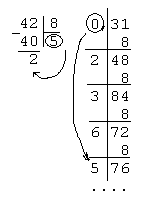 42 | 8
- 40 | 5
2
0, | 31
8
2 | 48
8
3 | 84
8
6 | 72
8
5 | 76
....